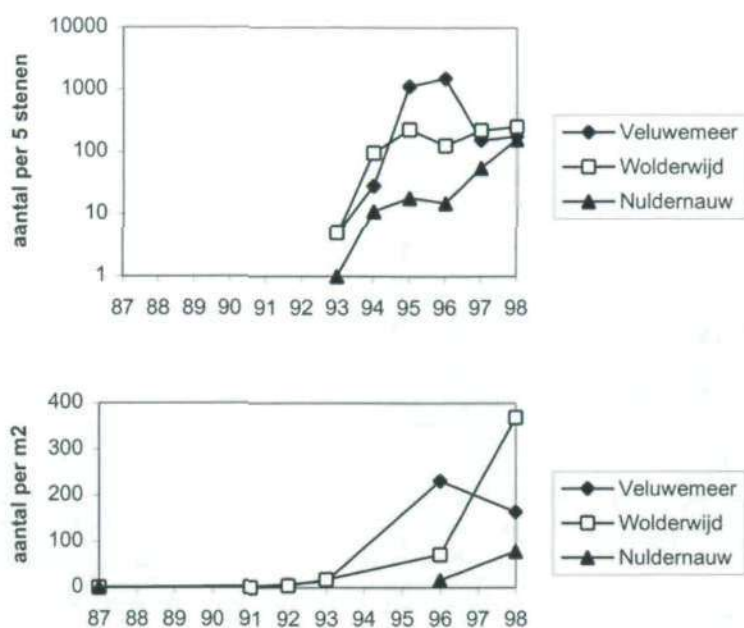 aantal per 5 stenen
10000
1000
100
10
1
87 88 89 90 91 92 93 94 95 96 97 98
Veluwemeer
Wolderwijd
Nuldernauw
aantal per m2
400
300
200
100
0
87 88 89 90 91 92 93 94 95 96 97 98
Veluwemeer
Wolderwijd
Nuldernauw